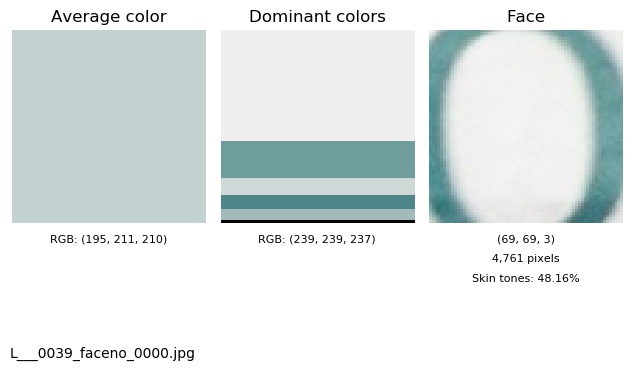 Average color
Dominant colors
Face
RGB: (195, 211, 210)
RGB: (239, 239, 237)
(69, 69, 3)
4,761 pixels
Skin tones: 48.16%
L___0039_faceno_0000.jpg